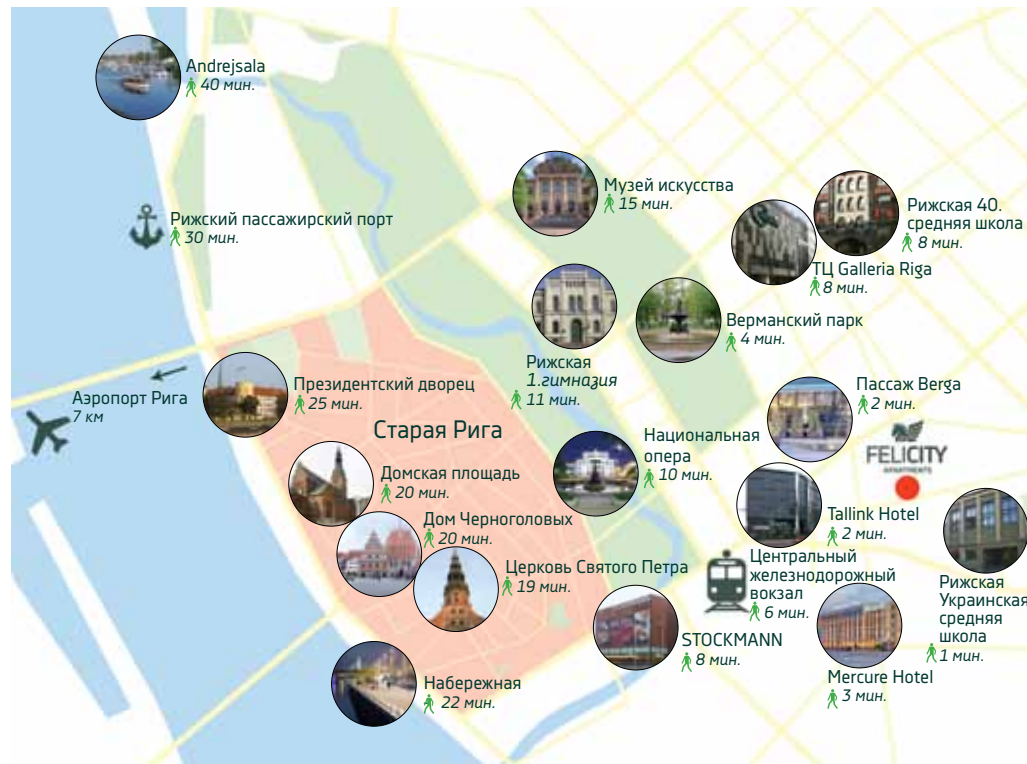 Andrejsala
40 мин.
Рижский пассажирский порт
30 мин.
Музей искусства
15 мин.
Рижская 40.
средняя школа
8 мин.
ТЦ Galleria Riga
8 мин.
Верманский парк
4 мин.
Рижская
1.гимназия
11 мин.
Аэропорт Рига
7 км
Президентский дворец
25 мин.
Старая Рига
Пассаж Berga
2 мин.
FELICITY
APARTMENTS
Национальная
опера
10 мин.
Домская площадь
20 мин.
Дом Черноголовых
20 мин.
Tallink Hotel
2 мин.
Церковь Святого Петра
19 мин.
Центральный
железнодорожный
вокзал
6 мин.
Рижская
Украинская
средняя
школа
1 мин.
STOCKMANN
8 мин.
Mercure Hotel
3 мин.
Набережная
22 мин.